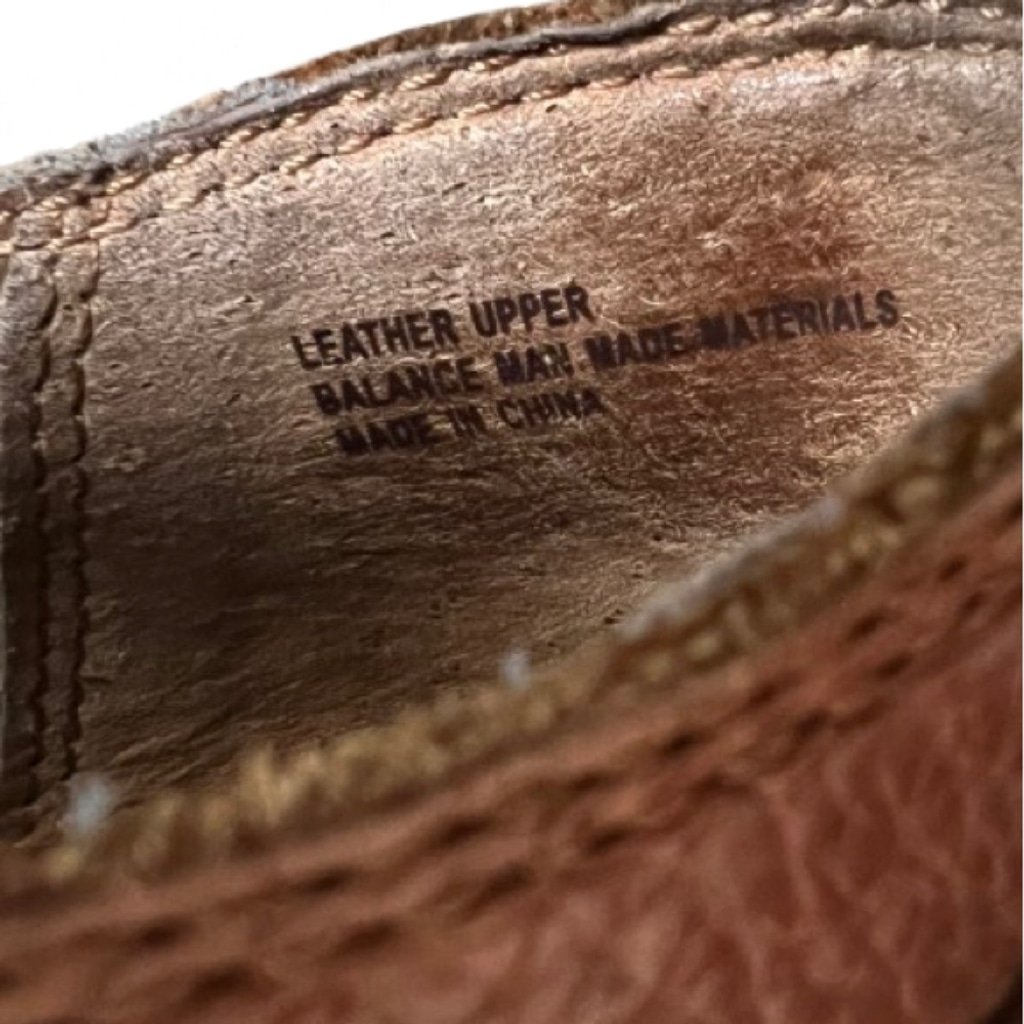 LEATHER UPPER
BALANCE MAN MADE MATERIALS
MADE IN CHINA